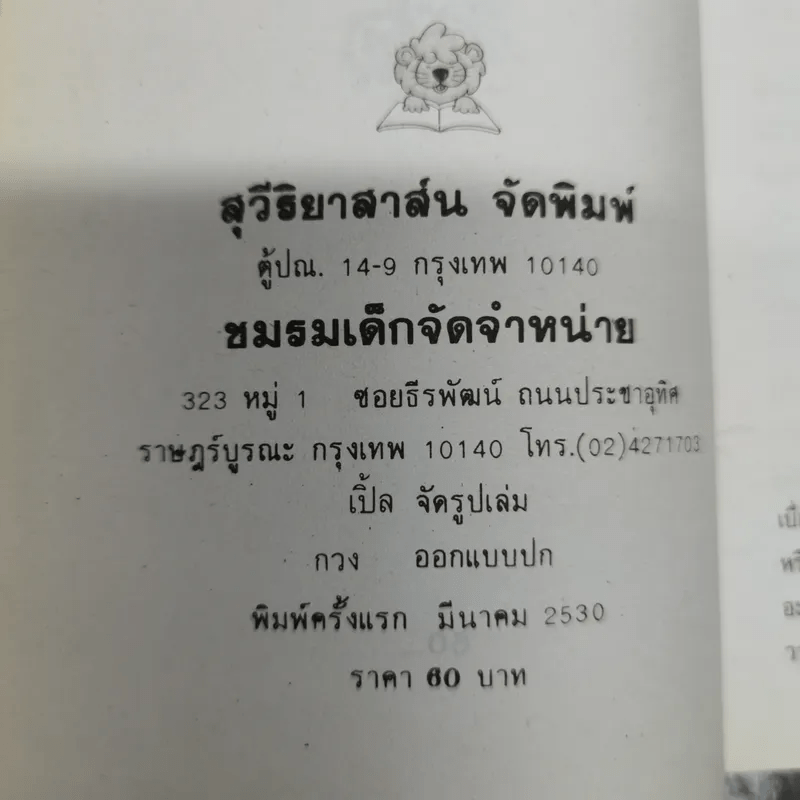 สุวีริยาสาส์น จัดพิมพ์
ตู้ปณ. 14-9 กรุงเทพ 10140
ชมรมเด็กจัดจำหน่าย
323 หมู่ 1 ซอยธีรพัฒน์ ถนนประชาอุทิศ
ราษฎร์บูรณะ กรุงเทพ 10140 โทร.(02)4271703
เปิ้ล จัดรูปเล่ม
กวง ออกแบบปก
พิมพ์ครั้งแรก มีนาคม 2530
ราคา 60 บาท